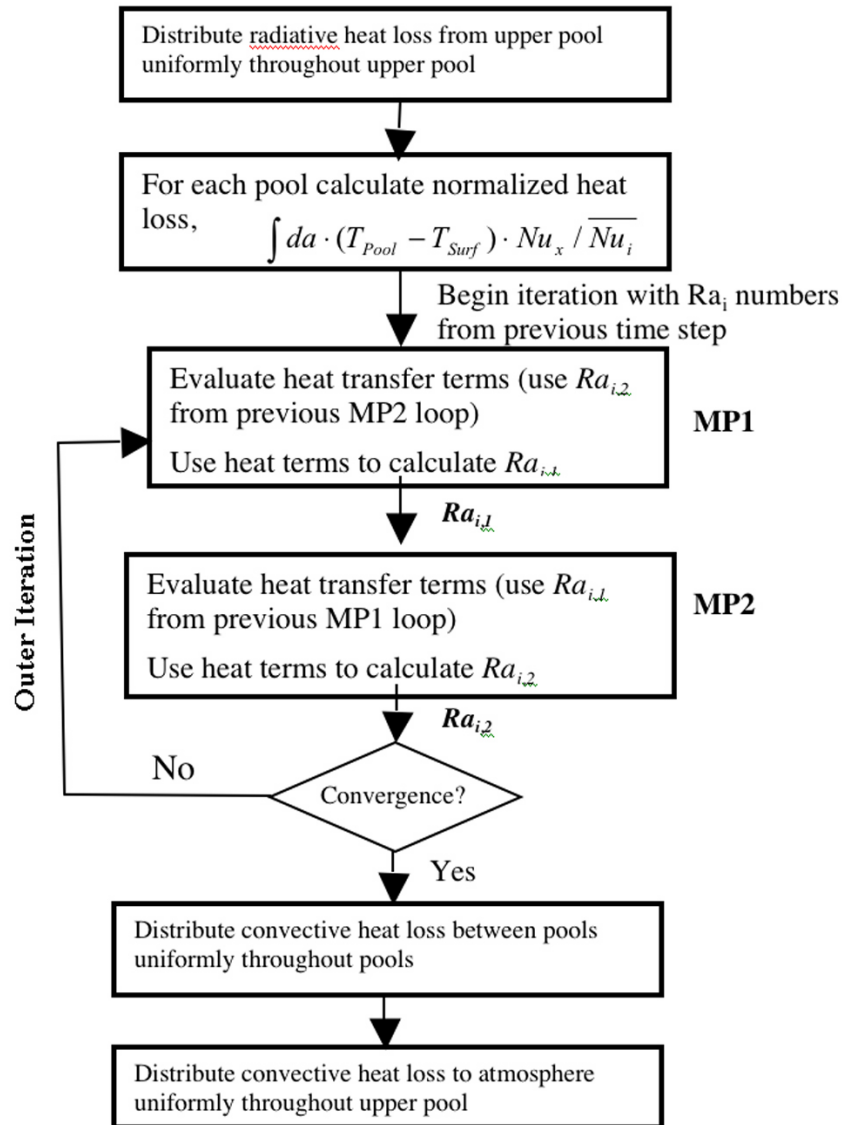 Distribute radiative heat loss from upper pool
uniformly throughout upper pool
For each pool calculate normalized heat
loss, ∫ da · (T_Pool − T_Surf) · Nu_x / \overline{Nu_i}
Begin iteration with Ra_i numbers
from previous time step
Evaluate heat transfer terms (use Ra_i,2
from previous MP2 loop)
Use heat terms to calculate Ra_i,1
MP1
Ra_i,1
Evaluate heat transfer terms (use Ra_i,1
from previous MP1 loop)
Use heat terms to calculate Ra_i,2
MP2
Ra_i,2
Outer Iteration
No
Convergence?
Yes
Distribute convective heat loss between pools
uniformly throughout pools
Distribute convective heat loss to atmosphere
uniformly throughout upper pool